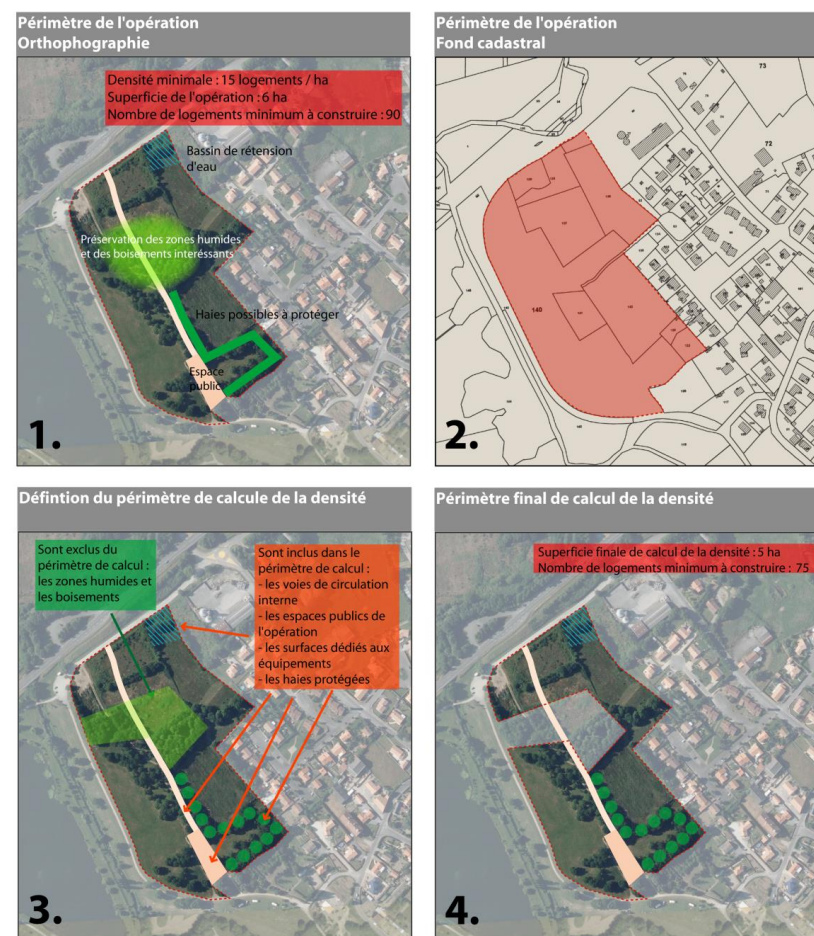 Périmètre de l'opération
Orthophographie
Densité minimale : 15 logements / ha
Superficie de l'opération : 6 ha
Nombre de logements minimum à construire : 90
Bassin de rétension
d'eau
Préservation des zones humides
et des boisements interéssants
Haies possibles à protéger
Espace
public
1.
Périmètre de l'opération
Fond cadastral
73
72
140
2.
Défintion du périmètre de calcule de la densité
Sont exclus du
périmètre de calcul :
les zones humides et
les boisements
Sont inclus dans le
périmètre de calcul :
- les voies de circulation
interne
- les espaces publics de
l'opération
- les surfaces dédiés aux
équipements
- les haies protégées
3.
Périmètre final de calcul de la densité
Superficie finale de calcul de la densité : 5 ha
Nombre de logements minimum à construire : 75
4.